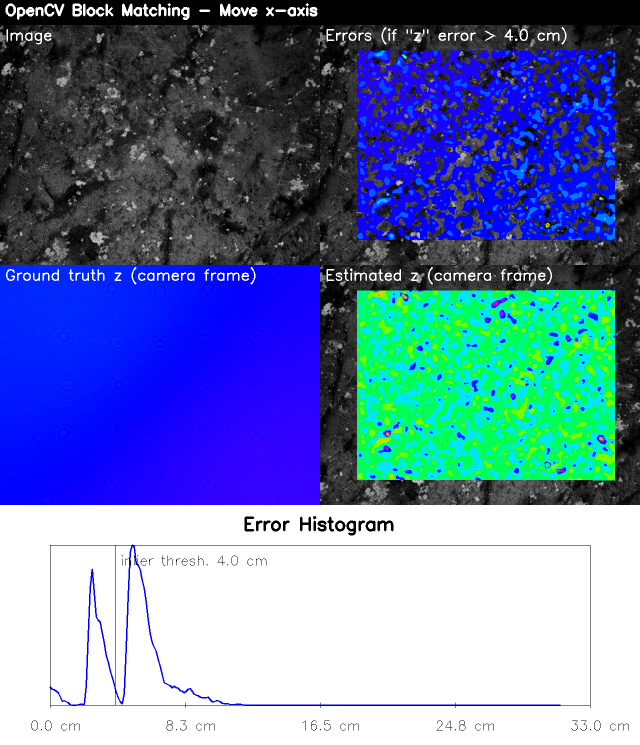 OpenCV Block Matching - Move x-axis
Image
Errors (if "z" error > 4.0 cm)
Ground truth z (camera frame)
Estimated z (camera frame)
Error Histogram
inlier thresh. 4.0 cm
0.0 cm
8.3 cm
16.5 cm
24.8 cm
33.0 cm